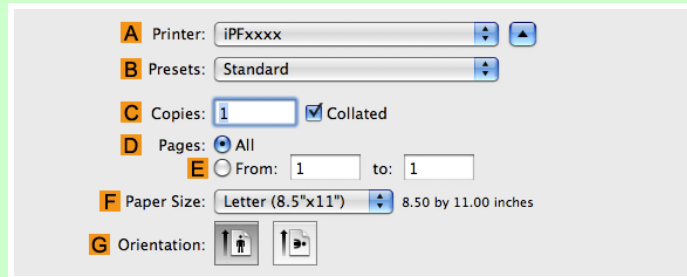 A Printer: iPFxxxx
B Presets: Standard
C Copies: 1 Collated
D Pages: All
E From: 1 to: 1
F Paper Size: Letter (8.5"x11") 8.50 by 11.00 inches
G Orientation: